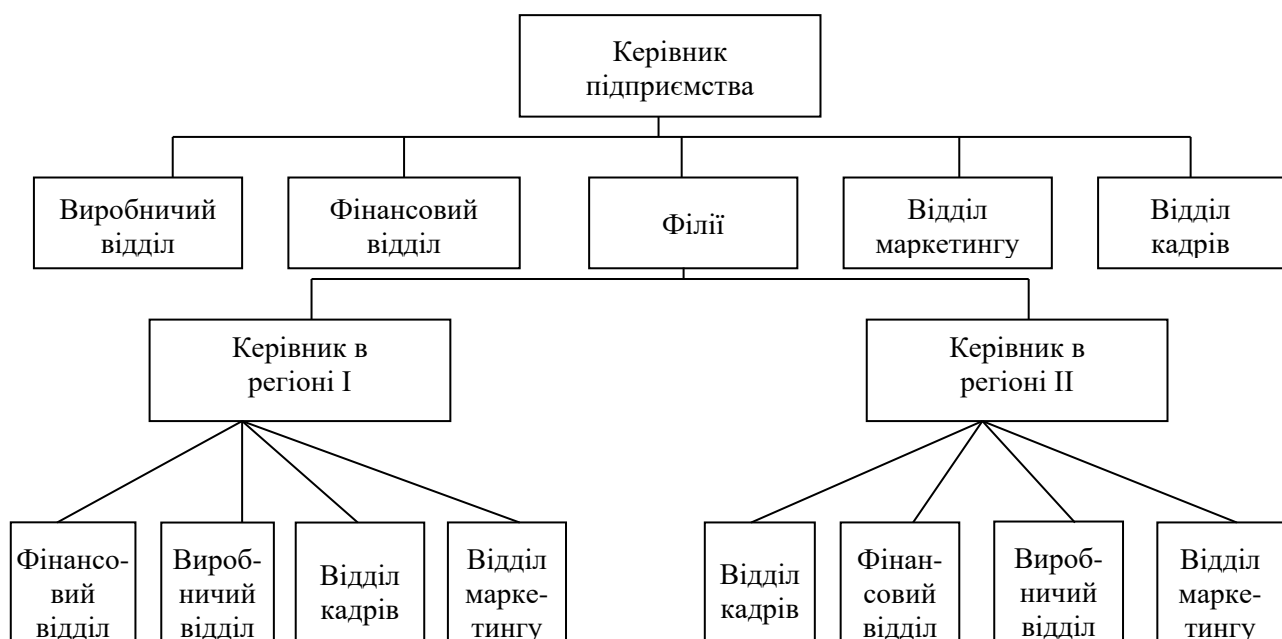 Керівник
підприємства
Виробничий
відділ
Фінансовий
відділ
Філії
Відділ
маркетингу
Відділ
кадрів
Керівник в
регіоні І
Керівник в
регіоні ІІ
Фінансо-
вий
відділ
Вироб-
ничий
відділ
Відділ
кадрів
Відділ
марке-
тингу
Відділ
кадрів
Фінан-
совий
відділ
Вироб-
ничий
відділ
Відділ
марке-
тингу